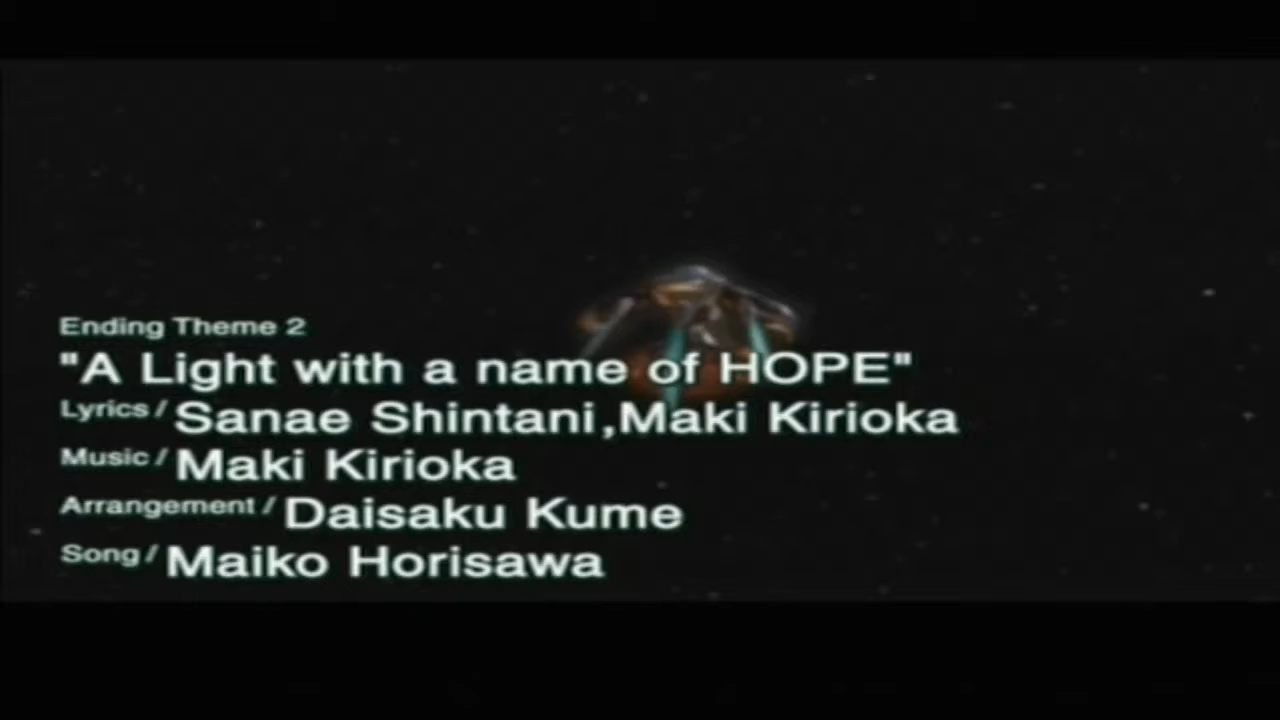 Ending Theme 2
"A Light with a name of HOPE"
Lyrics / Sanae Shintani,Maki Kirioka
Music / Maki Kirioka
Arrangement / Daisaku Kume
Song / Maiko Horisawa